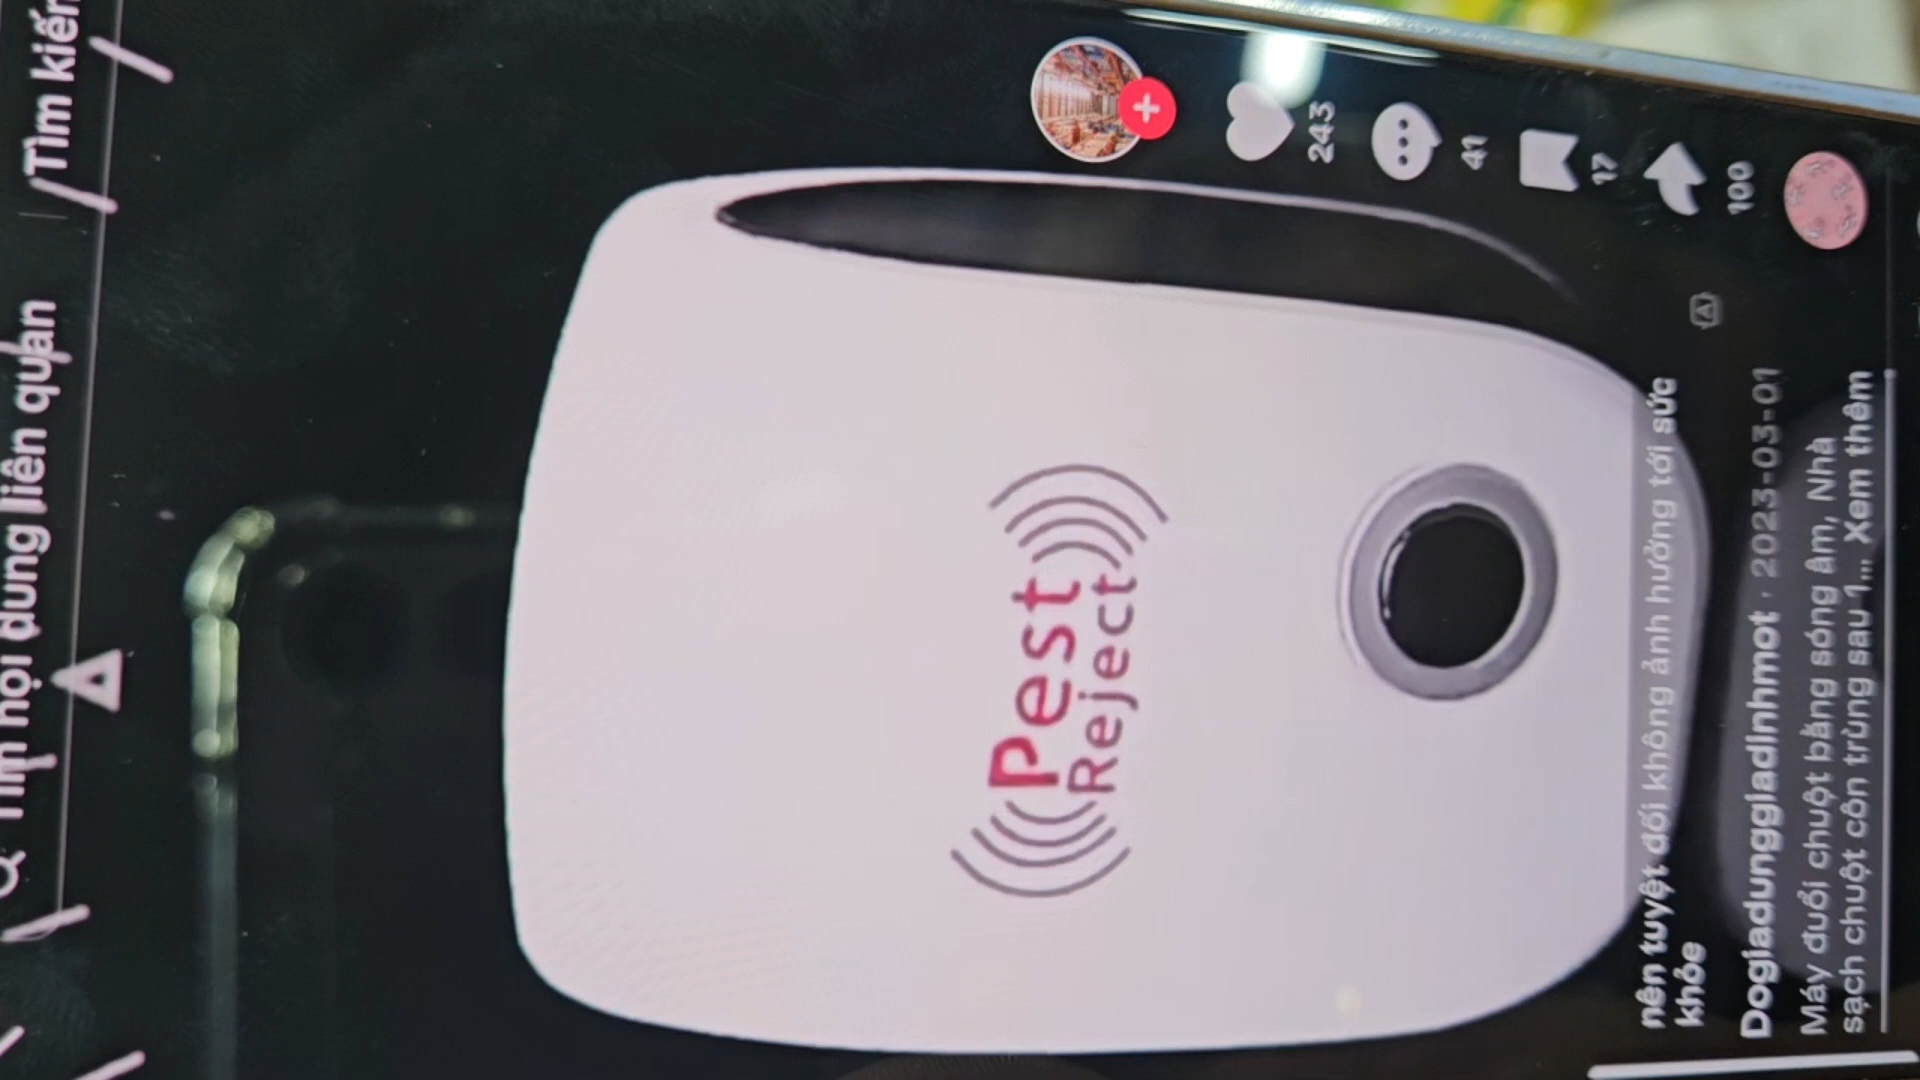 Tìm nội dung liên quan
Tìm kiếm
Pest
Reject
243
41
17
100
nên tuyệt đối không ảnh hưởng tới sức
khỏe
Dogiadunggiadinhmot · 2023-03-01
Máy đuổi chuột bằng sóng âm, Nhà
sạch chuột côn trùng sau 1... Xem thêm